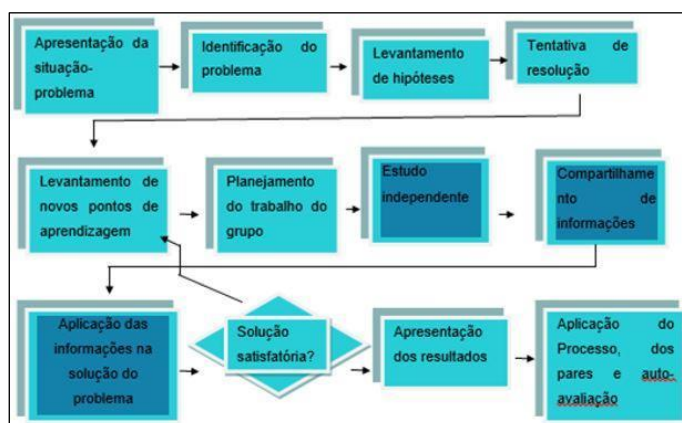 Apresentação da
situação-
problema
Identificação do
problema
Levantamento
de hipóteses
Tentativa de
resolução
Levantamento de
novos pontos de
aprendizagem
Planejamento
do trabalho do
grupo
Estudo
independente
Compartilhame
nto de
informações
Aplicação das
informações na
solução do
problema
Solução
satisfatória?
Apresentação
dos resultados
Aplicação do
Processo, dos
pares e auto-
avaliação